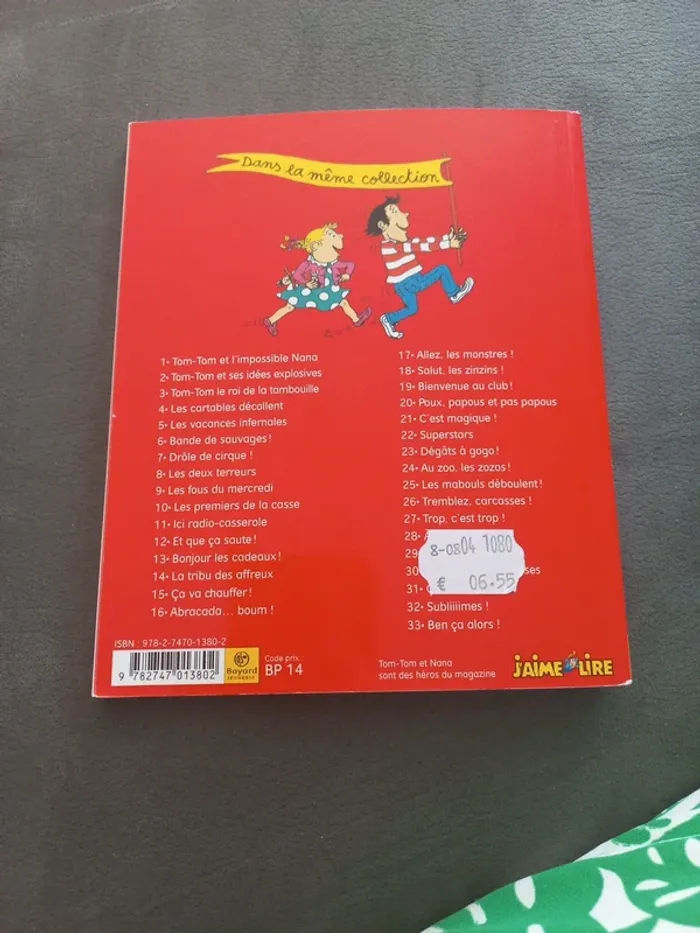 Dans la même collection
1• Tom-Tom et l'impossible Nana
2• Tom-Tom et ses idées explosives
3• Tom-Tom le roi de la tambouille
4• Les cartables décollent
5• Les vacances infernales
6• Bande de sauvages !
7• Drôle de cirque !
8• Les deux terreurs
9• Les fous du mercredi
10• Les premiers de la casse
11• Ici radio-casserole
12• Et que ça saute !
13• Bonjour les cadeaux !
14• La tribu des affreux
15• Ça va chauffer !
16• Abracada... boum !
17• Allez, les monstres !
18• Salut, les zinzins !
19• Bienvenue au club !
20• Poux, papous et pas papous
21• C'est magique !
22• Superstars
23• Dégâts à gogo !
24• Au zoo, les zozos !
25• Les mabouls déboulent !
26• Tremblez, carcasses !
27• Trop, c'est trop !
28•
29
30
31•
32• Subliiiimes !
33• Ben ça alors !
8-0804 1080
€ 06.55
ISBN : 978-2-7470-1380-2
9 782747 013802
Bayard
JEUNESSE
Code prix :
BP 14
Tom-Tom et Nana
sont des héros du magazine
J'AIME LIRE